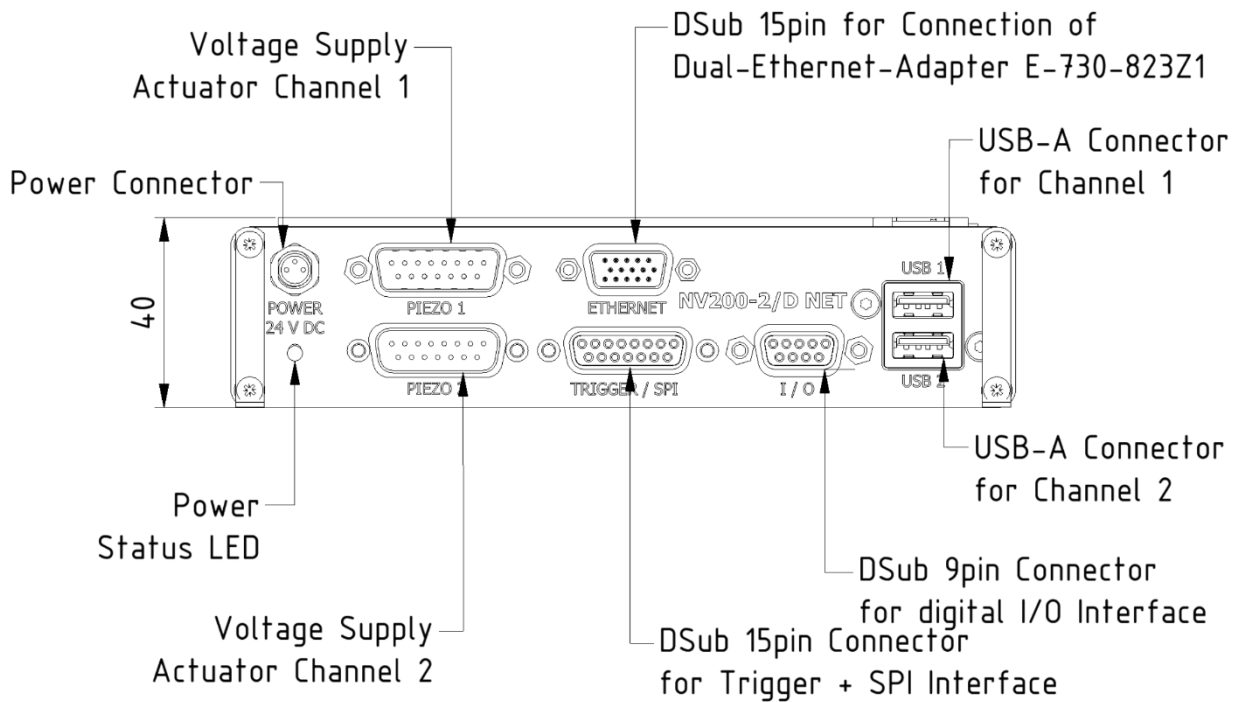 Voltage Supply
Actuator Channel 1
DSub 15pin for Connection of
Dual-Ethernet-Adapter E-730-823Z1
USB-A Connector
for Channel 1
Power Connector
40
POWER
24 V DC
PIEZO 1
ETHERNET
NV200-2/D NET
USB 1
PIEZO 2
TRIGGER / SPI
I / O
USB 2
USB-A Connector
for Channel 2
Power
Status LED
DSub 9pin Connector
for digital I/O Interface
Voltage Supply
Actuator Channel 2
DSub 15pin Connector
for Trigger + SPI Interface